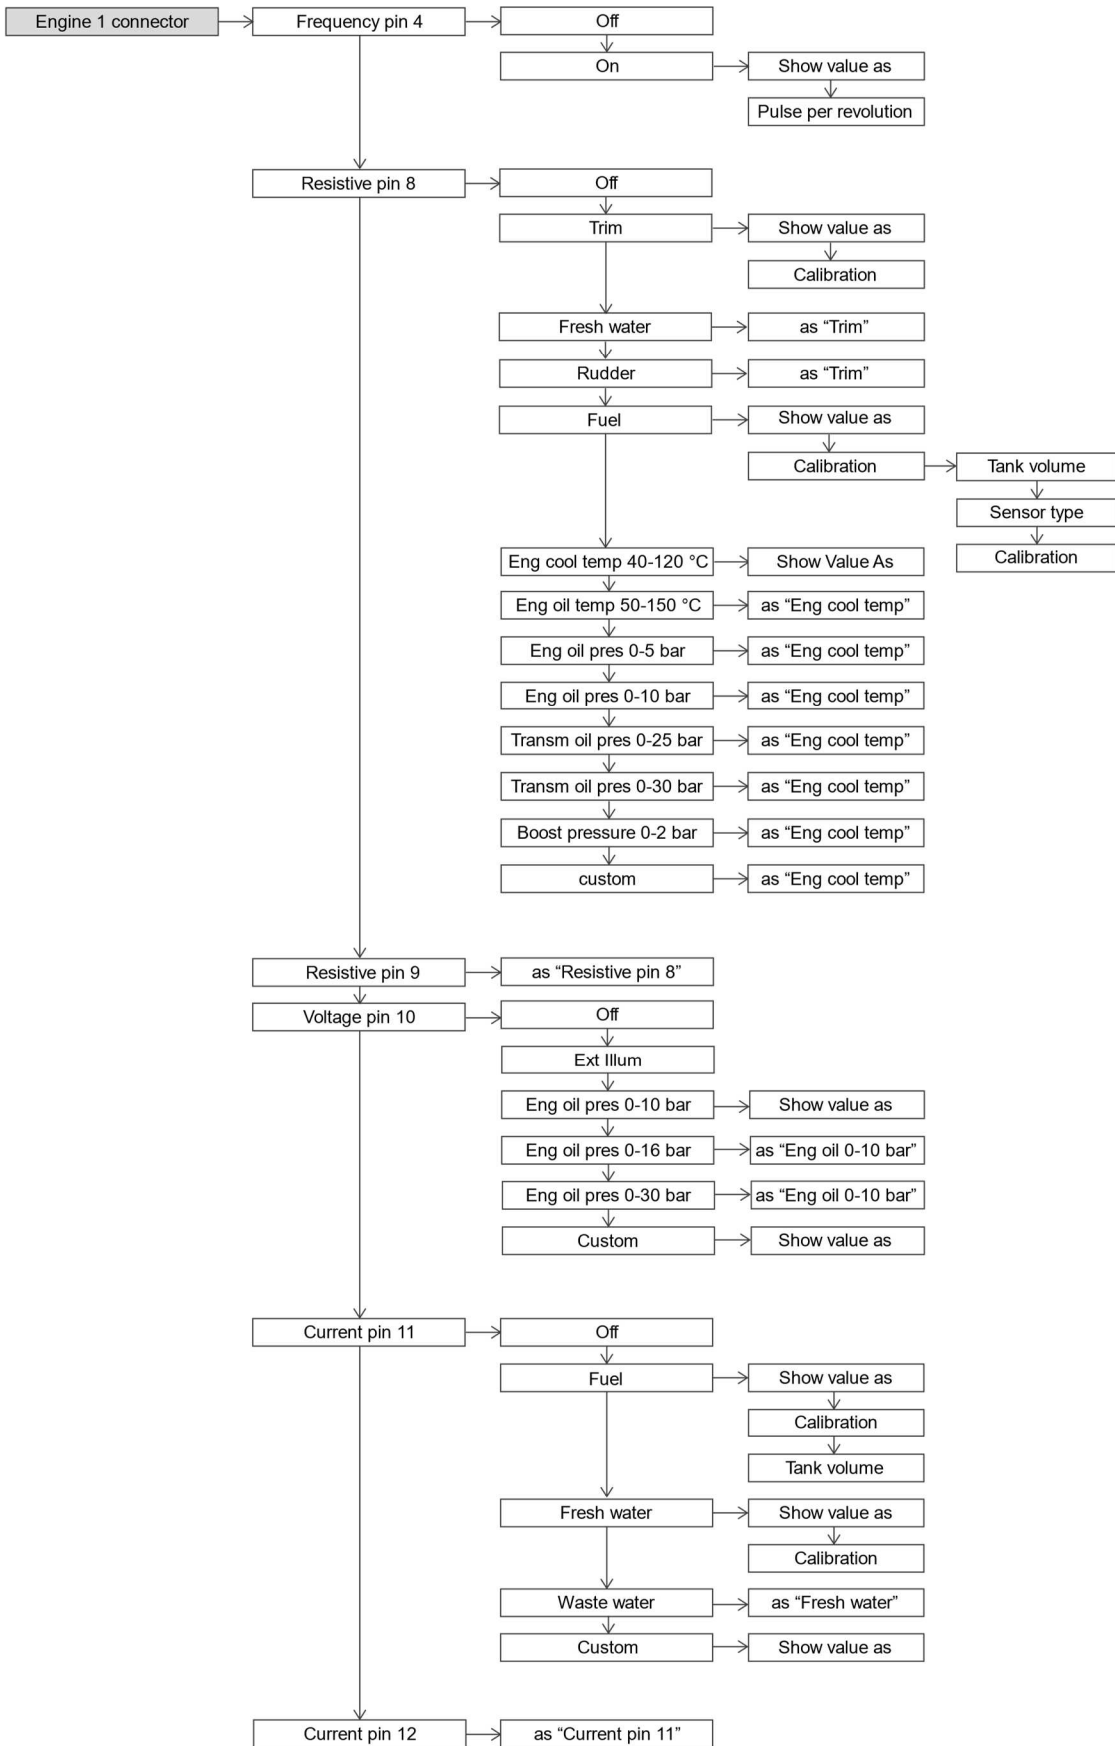 Engine 1 connector
Frequency pin 4
Off
On
Show value as
Pulse per revolution
Resistive pin 8
Off
Trim
Show value as
Calibration
Fresh water
as “Trim”
Rudder
as “Trim”
Fuel
Show value as
Calibration
Tank volume
Sensor type
Calibration
Eng cool temp 40-120 °C
Show Value As
Eng oil temp 50-150 °C
as “Eng cool temp”
Eng oil pres 0-5 bar
as “Eng cool temp”
Eng oil pres 0-10 bar
as “Eng cool temp”
Transm oil pres 0-25 bar
as “Eng cool temp”
Transm oil pres 0-30 bar
as “Eng cool temp”
Boost pressure 0-2 bar
as “Eng cool temp”
custom
as “Eng cool temp”
Resistive pin 9
as “Resistive pin 8”
Voltage pin 10
Off
Ext Illum
Eng oil pres 0-10 bar
Show value as
Eng oil pres 0-16 bar
as “Eng oil 0-10 bar”
Eng oil pres 0-30 bar
as “Eng oil 0-10 bar”
Custom
Show value as
Current pin 11
Off
Fuel
Show value as
Calibration
Tank volume
Fresh water
Show value as
Calibration
Waste water
as “Fresh water”
Custom
Show value as
Current pin 12
as “Current pin 11”